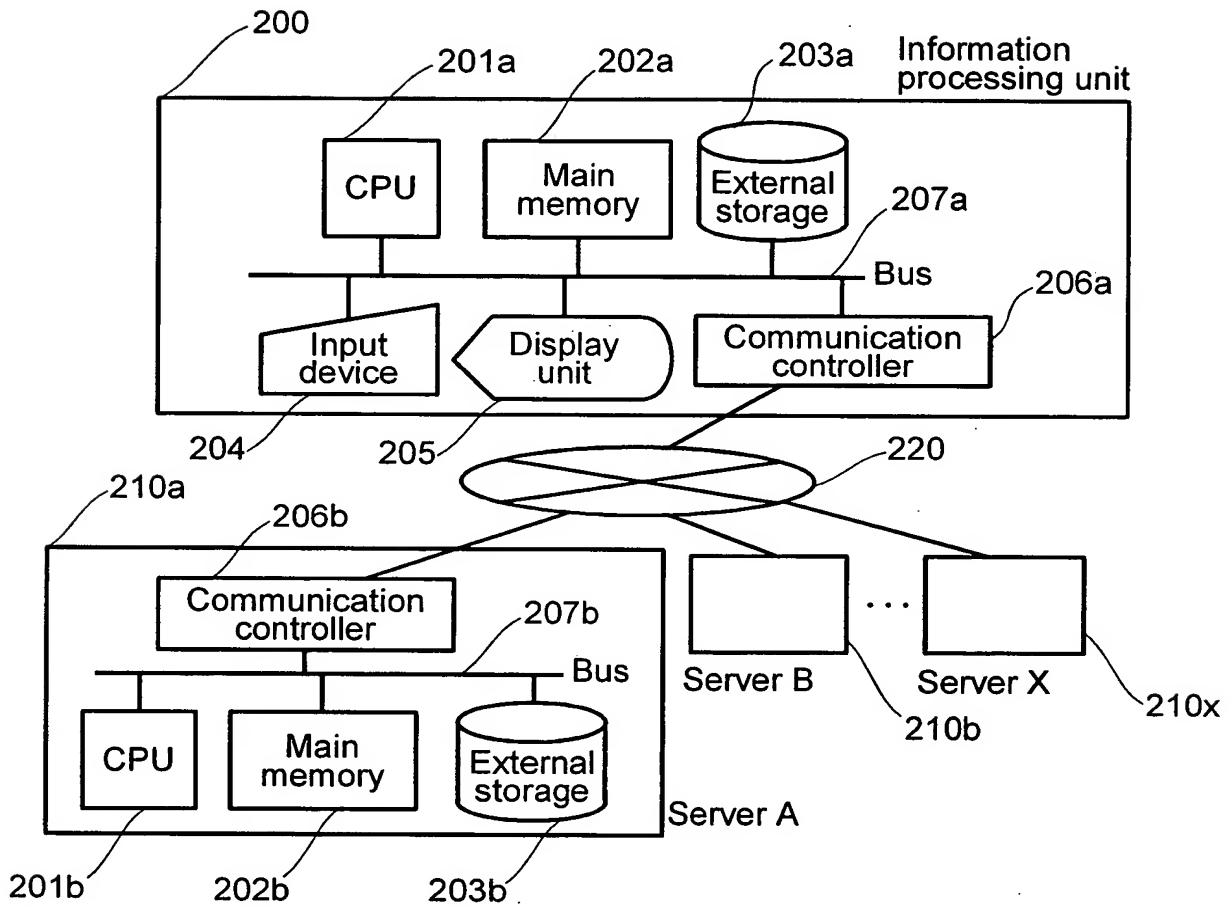 200
201a
202a
203a
Information
processing unit
CPU
Main
memory
External
storage
207a
Bus
206a
Input
device
Display
unit
Communication
controller
204
205
220
210a
206b
Communication
controller
207b
Bus
CPU
Main
memory
External
storage
Server A
Server B
...
Server X
210b
210x
201b
202b
203b